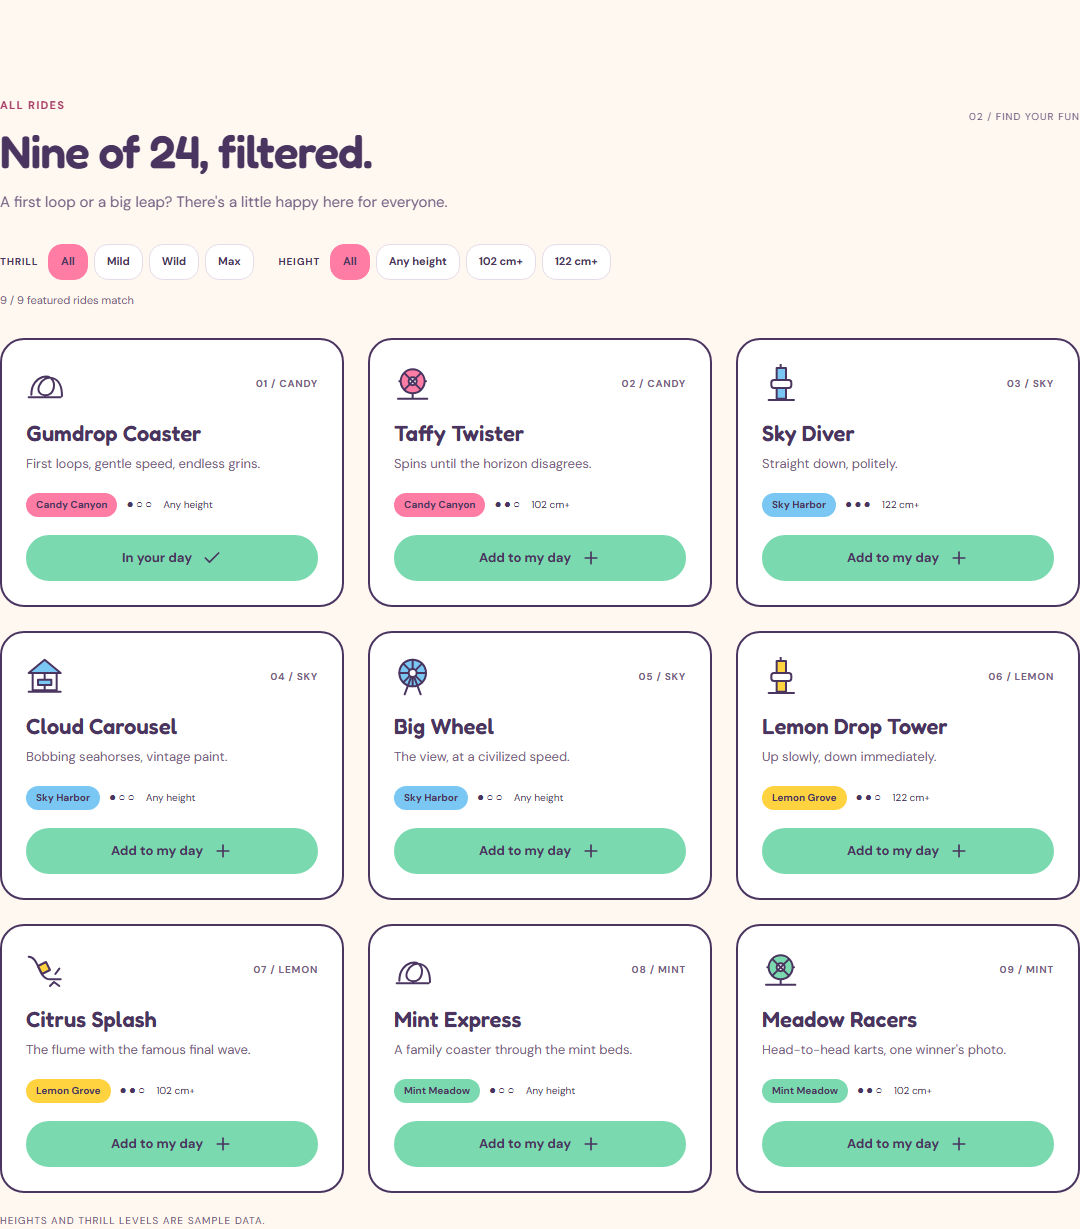 ALL RIDES
02 / FIND YOUR FUN
Nine of 24, filtered.
A first loop or a big leap? There's a little happy here for everyone.
THRILL All Mild Wild Max HEIGHT All Any height 102 cm+ 122 cm+
9 / 9 featured rides match
01 / CANDY
Gumdrop Coaster
First loops, gentle speed, endless grins.
Candy Canyon ●○○ Any height
In your day
02 / CANDY
Taffy Twister
Spins until the horizon disagrees.
Candy Canyon ●●○ 102 cm+
Add to my day
03 / SKY
Sky Diver
Straight down, politely.
Sky Harbor ●●● 122 cm+
Add to my day
04 / SKY
Cloud Carousel
Bobbing seahorses, vintage paint.
Sky Harbor ●○○ Any height
Add to my day
05 / SKY
Big Wheel
The view, at a civilized speed.
Sky Harbor ●○○ Any height
Add to my day
06 / LEMON
Lemon Drop Tower
Up slowly, down immediately.
Lemon Grove ●●○ 122 cm+
Add to my day
07 / LEMON
Citrus Splash
The flume with the famous final wave.
Lemon Grove ●●○ 102 cm+
Add to my day
08 / MINT
Mint Express
A family coaster through the mint beds.
Mint Meadow ●○○ Any height
Add to my day
09 / MINT
Meadow Racers
Head-to-head karts, one winner's photo.
Mint Meadow ●●○ 102 cm+
Add to my day
HEIGHTS AND THRILL LEVELS ARE SAMPLE DATA.